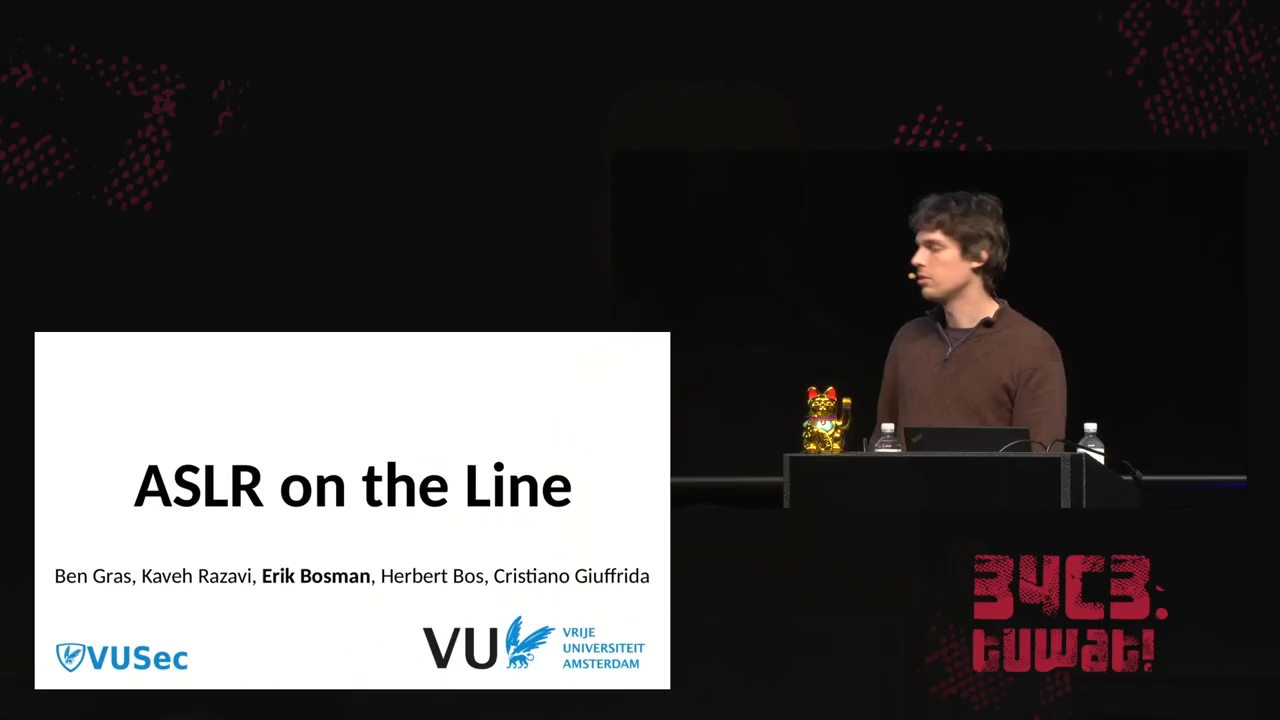 ASLR on the Line
Ben Gras, Kaveh Razavi, Erik Bosman, Herbert Bos, Cristiano Giuffrida
VUSec
VU VRIJE
UNIVERSITEIT
AMSTERDAM
34C3.
tuwat!